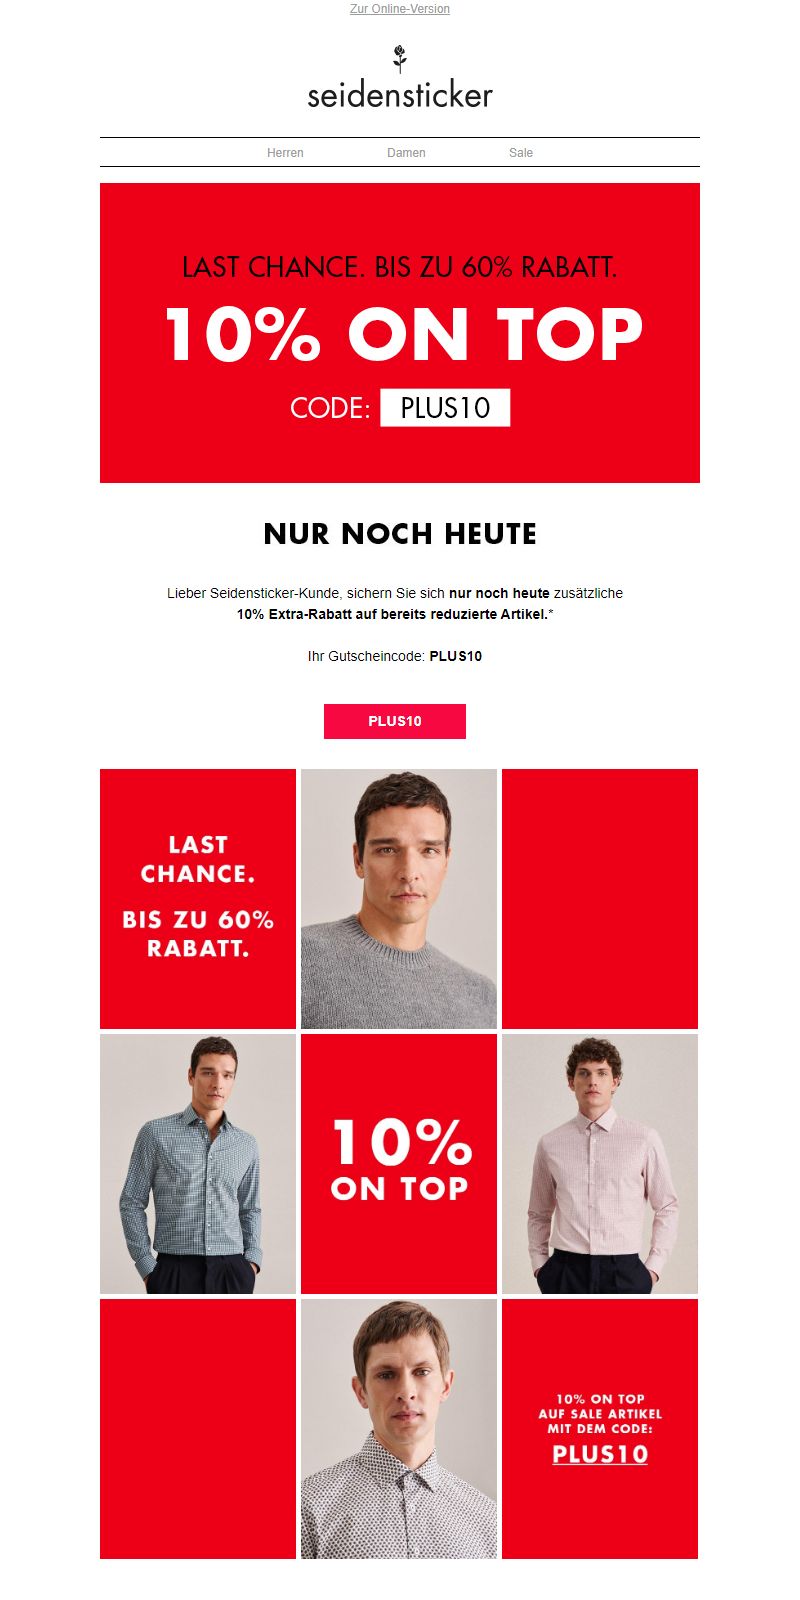 Zur Online-Version
seidensticker
Herren Damen Sale
LAST CHANCE. BIS ZU 60% RABATT.
10% ON TOP
CODE: PLUS10
NUR NOCH HEUTE
Lieber Seidensticker-Kunde, sichern Sie sich nur noch heute zusätzliche
10% Extra-Rabatt auf bereits reduzierte Artikel.*
Ihr Gutscheincode: PLUS10
PLUS10
LAST
CHANCE.
BIS ZU 60%
RABATT.
10%
ON TOP
10% ON TOP
AUF SALE ARTIKEL
MIT DEM CODE:
PLUS10